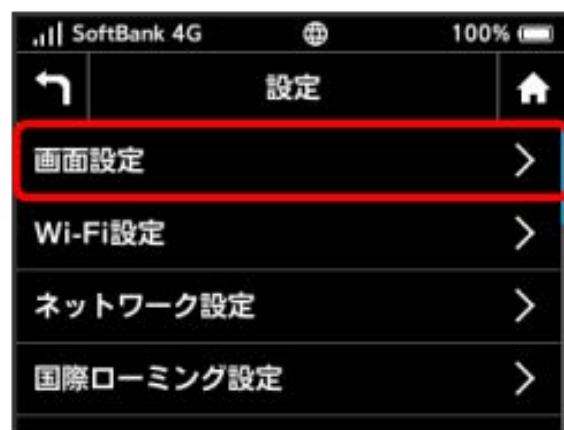 SoftBank 4G 100%
設定
画面設定
Wi-Fi設定
ネットワーク設定
国際ローミング設定